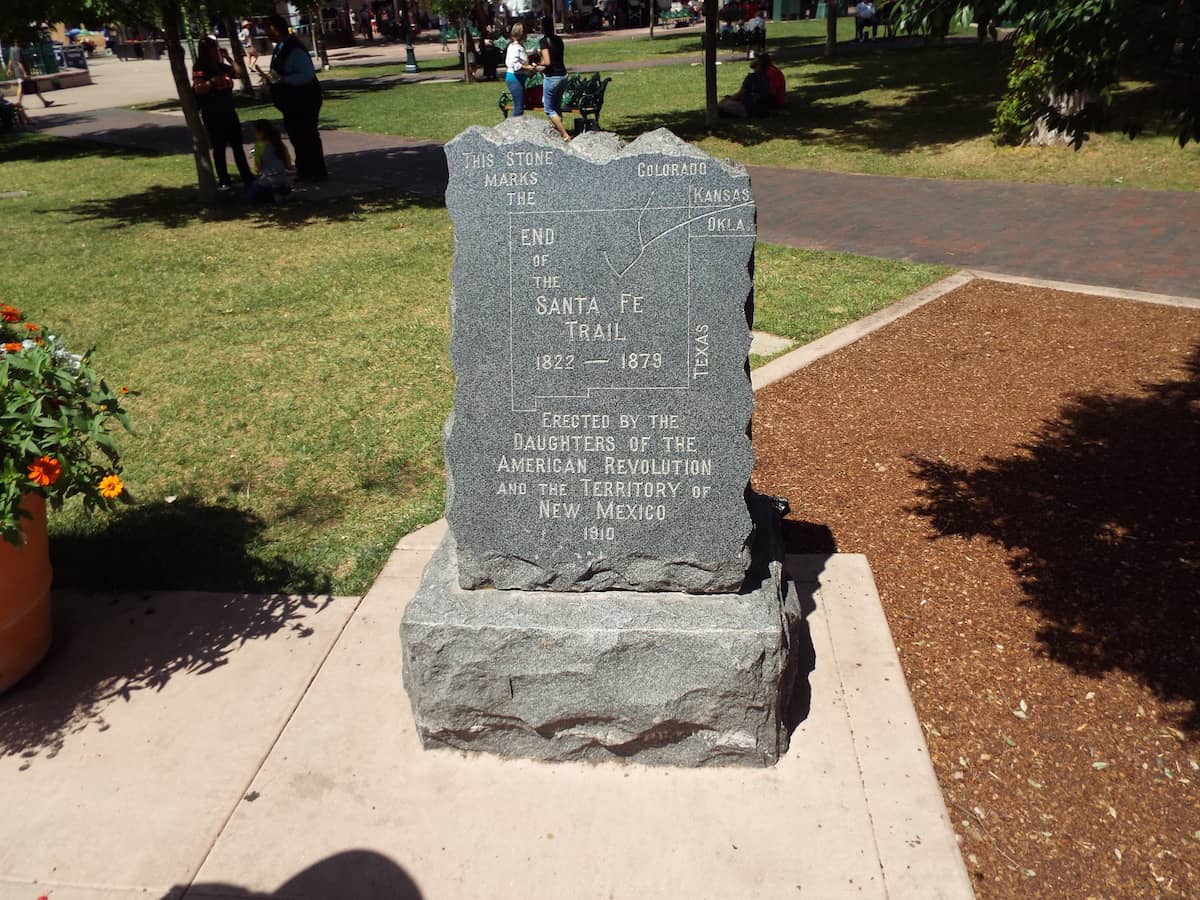 THIS STONE
MARKS
THE
COLORADO
KANSAS
OKLA
END
OF
THE
SANTA FE
TRAIL
1822 — 1879
TEXAS
ERECTED BY THE
DAUGHTERS OF THE
AMERICAN REVOLUTION
AND THE TERRITORY OF
NEW MEXICO
1910